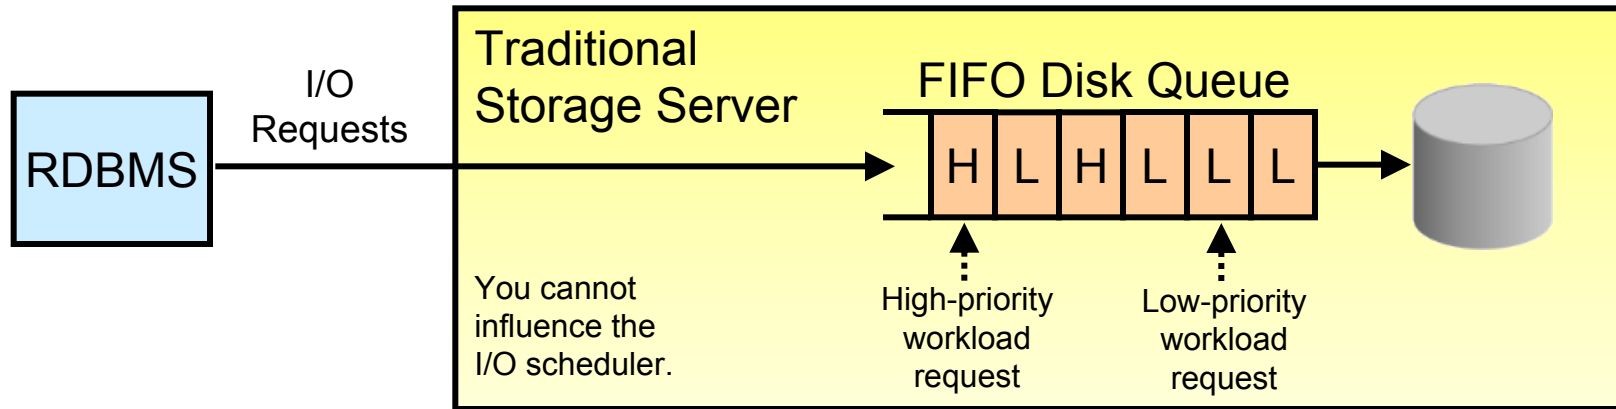 RDBMS
I/O
Requests
Traditional
Storage Server
FIFO Disk Queue
H L H L L L
You cannot
influence the
I/O scheduler.
High-priority
workload
request
Low-priority
workload
request